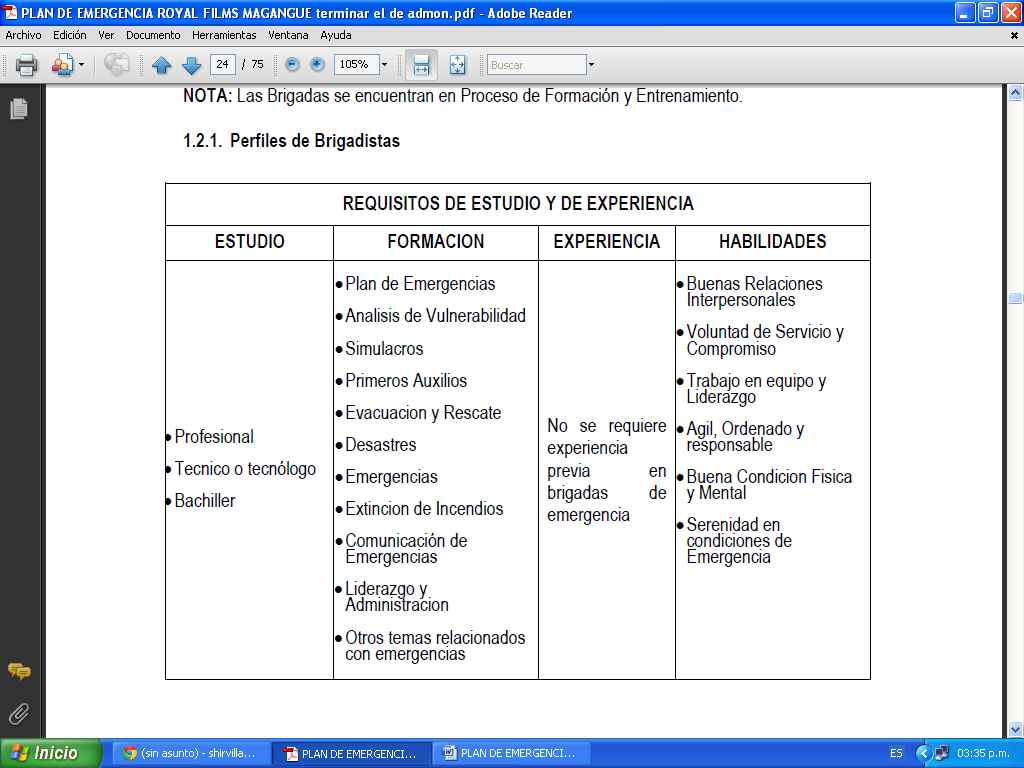 PLAN DE EMERGENCIA ROYAL FILMS MAGANGUE terminar el de admon.pdf - Adobe Reader
Archivo Edición Ver Documento Herramientas Ventana Ayuda
24 / 75 105% Buscar
NOTA: Las Brigadas se encuentran en Proceso de Formación y Entrenamiento.
1.2.1. Perfiles de Brigadistas
REQUISITOS DE ESTUDIO Y DE EXPERIENCIA
ESTUDIO FORMACION EXPERIENCIA HABILIDADES
• Profesional
• Tecnico o tecnólogo
• Bachiller
• Plan de Emergencias
• Analisis de Vulnerabilidad
• Simulacros
• Primeros Auxilios
• Evacuacion y Rescate
• Desastres
• Emergencias
• Extincion de Incendios
• Comunicación de
Emergencias
• Liderazgo y
Administracion
• Otros temas relacionados
con emergencias
No se requiere
experiencia
previa en
brigadas de
emergencia
• Buenas Relaciones
Interpersonales
• Voluntad de Servicio y
Compromiso
• Trabajo en equipo y
Liderazgo
• Agil, Ordenado y
responsable
• Buena Condicion Fisica
y Mental
• Serenidad en
condiciones de
Emergencia
Inicio (sin asunto) - shirvilla... PLAN DE EMERGENCI... PLAN DE EMERGENCI... ES 03:35 p.m.